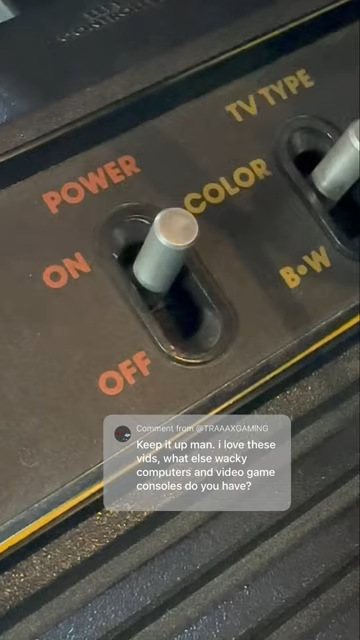 TV TYPE
POWER
COLOR
ON
B•W
OFF
Comment from @TRAAAXGAMING
Keep it up man. i love these
vids, what else wacky
computers and video game
consoles do you have?